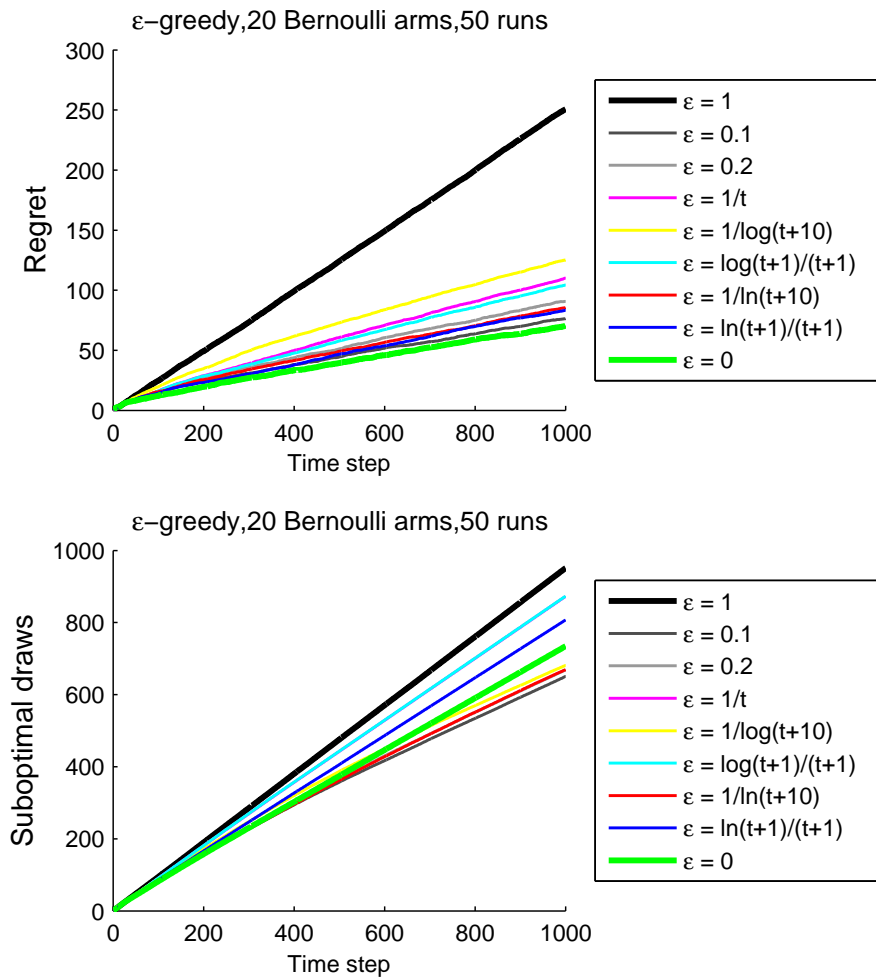 ε−greedy,20 Bernoulli arms,50 runs
300
250
200
150
100
50
0
Regret
0 200 400 600 800 1000
Time step
ε = 1
ε = 0.1
ε = 0.2
ε = 1/t
ε = 1/log(t+10)
ε = log(t+1)/(t+1)
ε = 1/ln(t+10)
ε = ln(t+1)/(t+1)
ε = 0
ε−greedy,20 Bernoulli arms,50 runs
1000
800
600
400
200
0
Suboptimal draws
0 200 400 600 800 1000
Time step
ε = 1
ε = 0.1
ε = 0.2
ε = 1/t
ε = 1/log(t+10)
ε = log(t+1)/(t+1)
ε = 1/ln(t+10)
ε = ln(t+1)/(t+1)
ε = 0